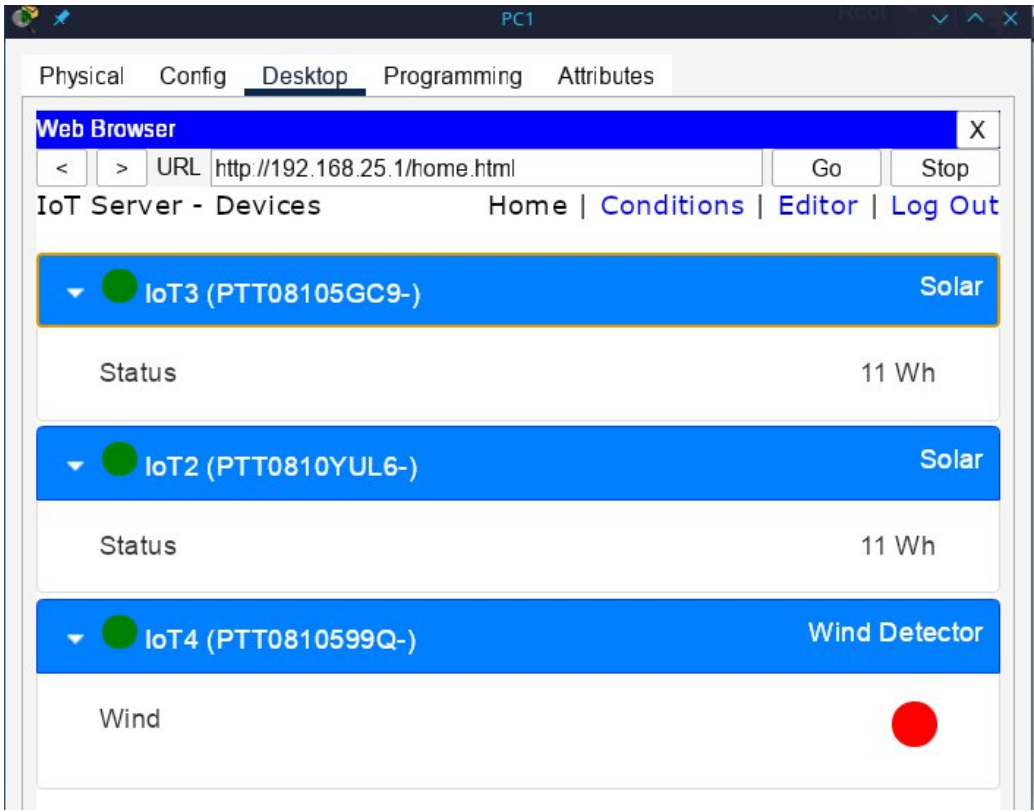 PC1
Physical Config Desktop Programming Attributes
Web Browser X
< > URL http://192.168.25.1/home.html Go Stop
IoT Server - Devices Home | Conditions | Editor | Log Out
IoT3 (PTT08105GC9-) Solar
Status 11 Wh
IoT2 (PTT0810YUL6-) Solar
Status 11 Wh
IoT4 (PTT0810599Q-) Wind Detector
Wind